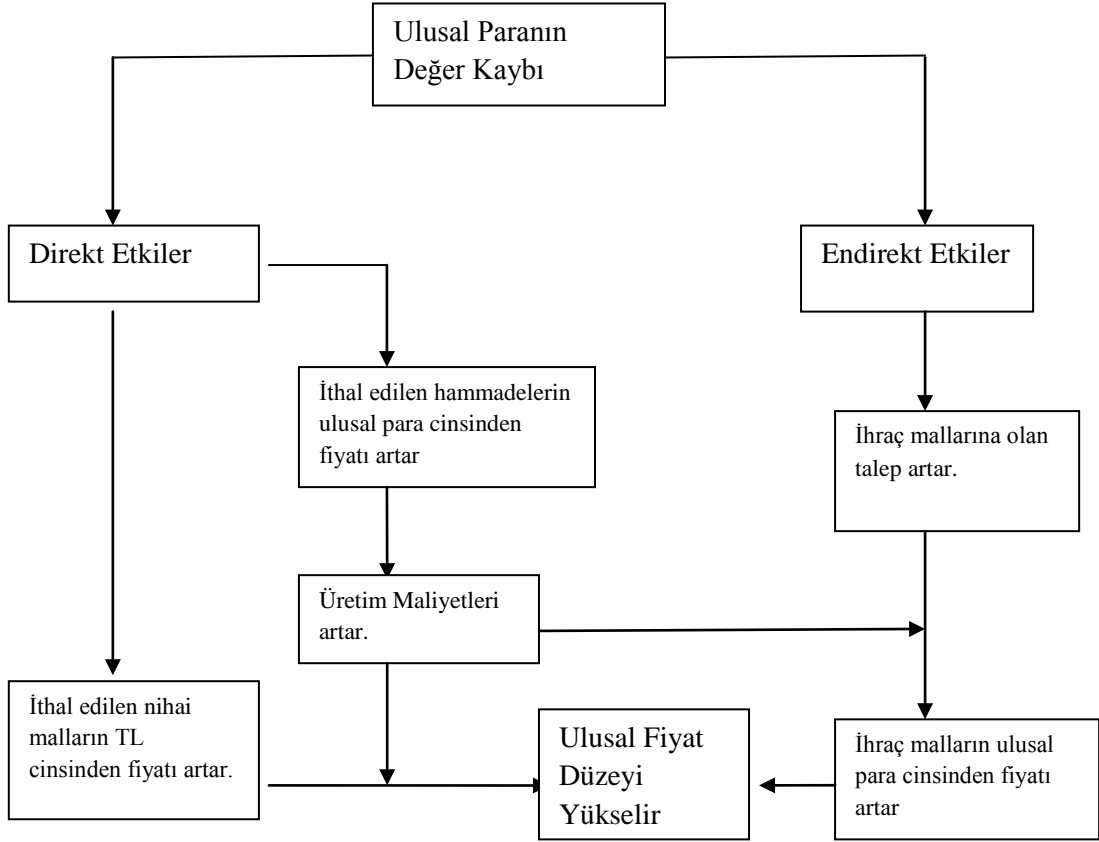 Ulusal Paranın
Değer Kaybı
Direkt Etkiler
Endirekt Etkiler
İthal edilen hammadelerin
ulusal para cinsinden
fiyatı artar
İhraç mallarına olan
talep artar.
Üretim Maliyetleri
artar.
İthal edilen nihai
malların TL
cinsinden fiyatı artar.
Ulusal Fiyat
Düzeyi
Yükselir
İhraç malların ulusal
para cinsinden fiyatı
artar